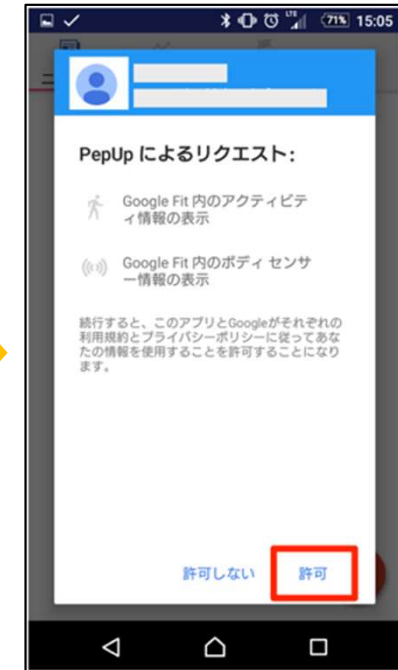 LTE
71% 15:05
PepUp によるリクエスト:
Google Fit 内のアクティビテ
ィ情報の表示
Google Fit 内のボディ センサ
ー情報の表示
続行すると、このアプリとGoogleがそれぞれの
利用規約とプライバシーポリシーに従ってあな
たの情報を使用することを許可することになり
ます。
許可しない 許可